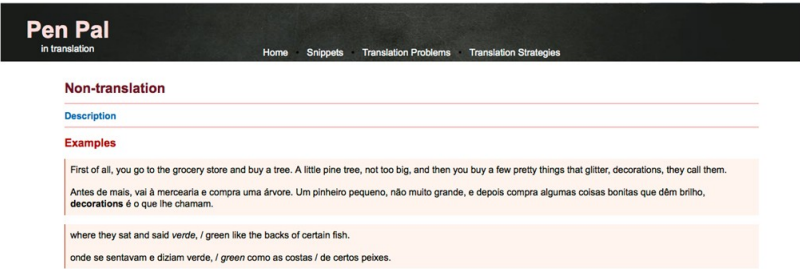 Pen Pal
in translation
Home • Snippets • Translation Problems • Translation Strategies
Non-translation
Description
Examples
First of all, you go to the grocery store and buy a tree. A little pine tree, not too big, and then you buy a few pretty things that glitter, decorations, they call them.
Antes de mais, vai à mercearia e compra uma árvore. Um pinheiro pequeno, não muito grande, e depois compra algumas coisas bonitas que dêm brilho,
decorations é o que lhe chamam.
where they sat and said verde, / green like the backs of certain fish.
onde se sentavam e diziam verde, / green como as costas / de certos peixes.